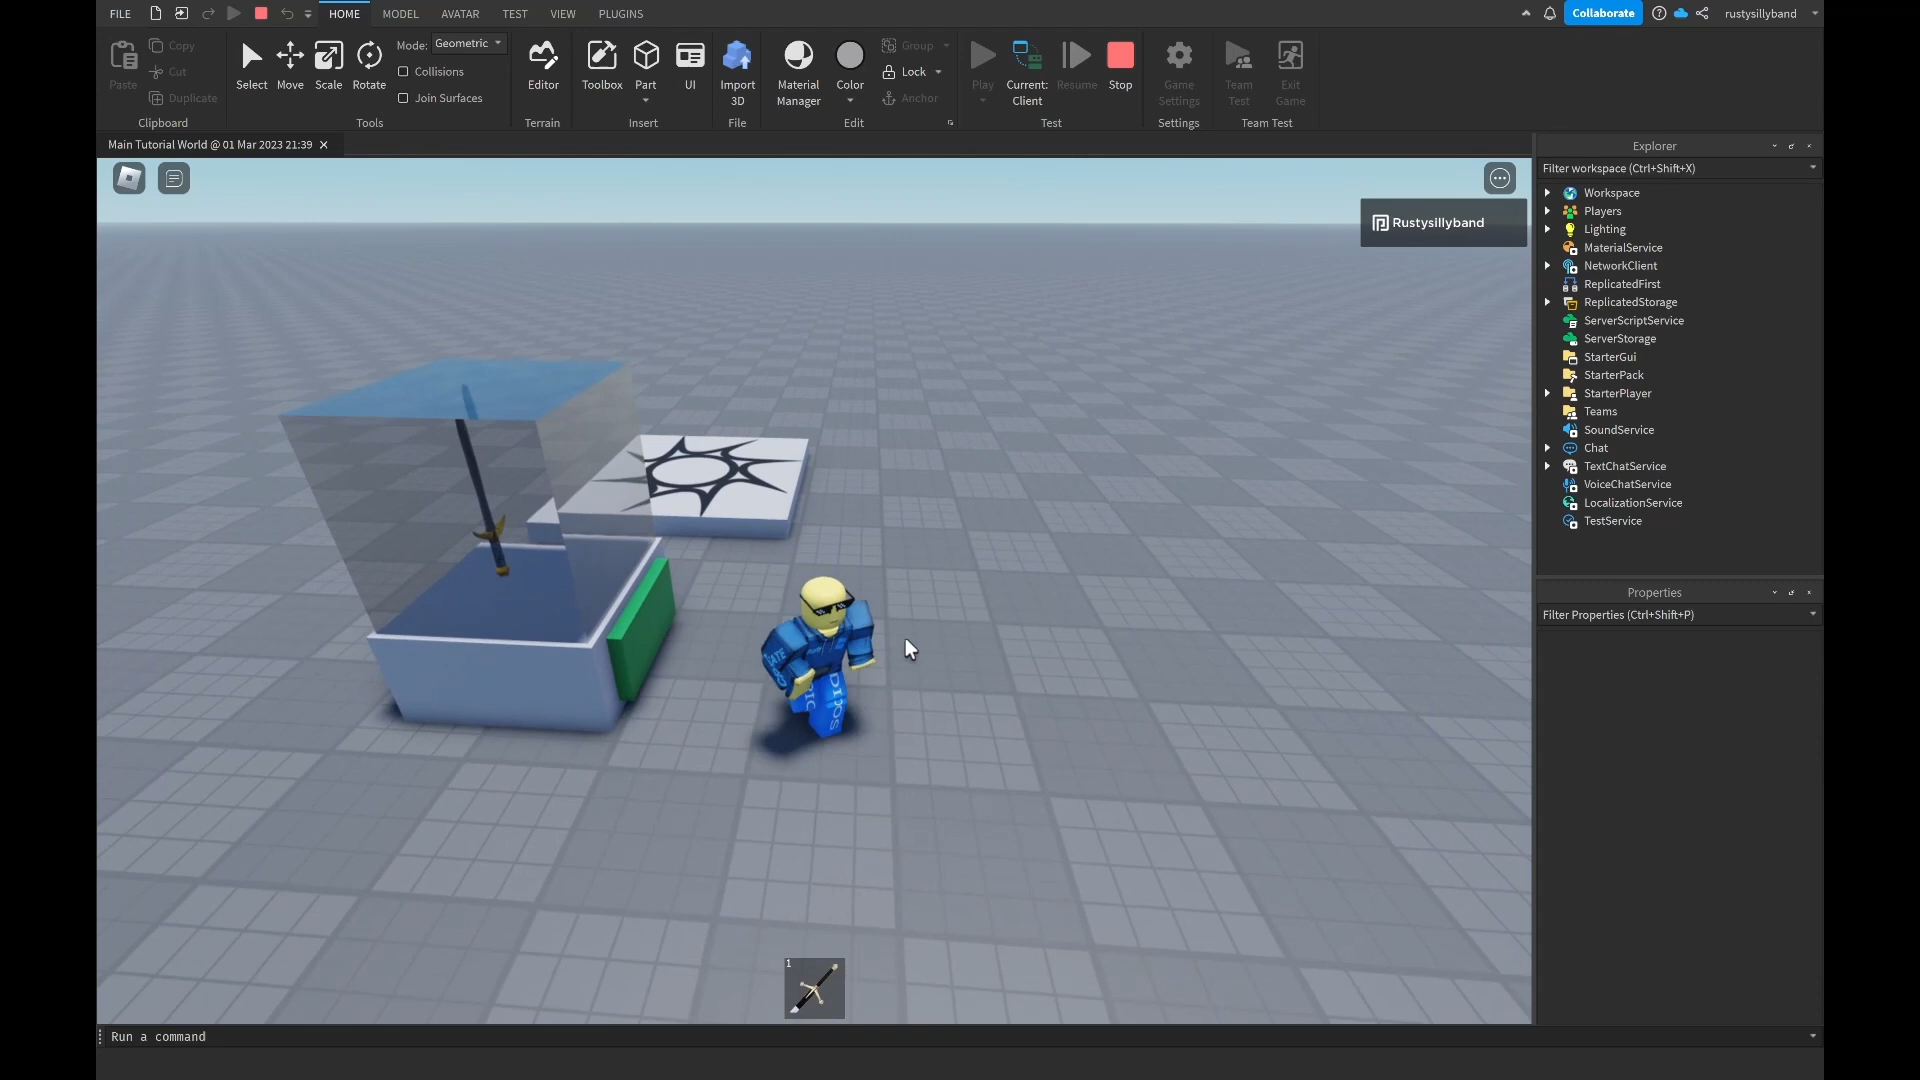 FILE HOME MODEL AVATAR TEST VIEW PLUGINS Collaborate rustysillyband
Paste Copy Cut Duplicate
Clipboard
Select Move Scale Rotate
Mode: Geometric
Collisions
Join Surfaces
Tools
Editor
Terrain
Toolbox Part UI
Insert
Import
3D
File
Material
Manager
Color
Group
Lock
Anchor
Edit
Play
Current:
Client
Resume Stop
Test
Game
Settings
Settings
Team
Test
Exit
Game
Team Test
Main Tutorial World @ 01 Mar 2023 21:39
Rustysillyband
1
Explorer
Filter workspace (Ctrl+Shift+X)
Workspace
Players
Lighting
MaterialService
NetworkClient
ReplicatedFirst
ReplicatedStorage
ServerScriptService
ServerStorage
StarterGui
StarterPack
StarterPlayer
Teams
SoundService
Chat
TextChatService
VoiceChatService
LocalizationService
TestService
Properties
Filter Properties (Ctrl+Shift+P)
Run a command